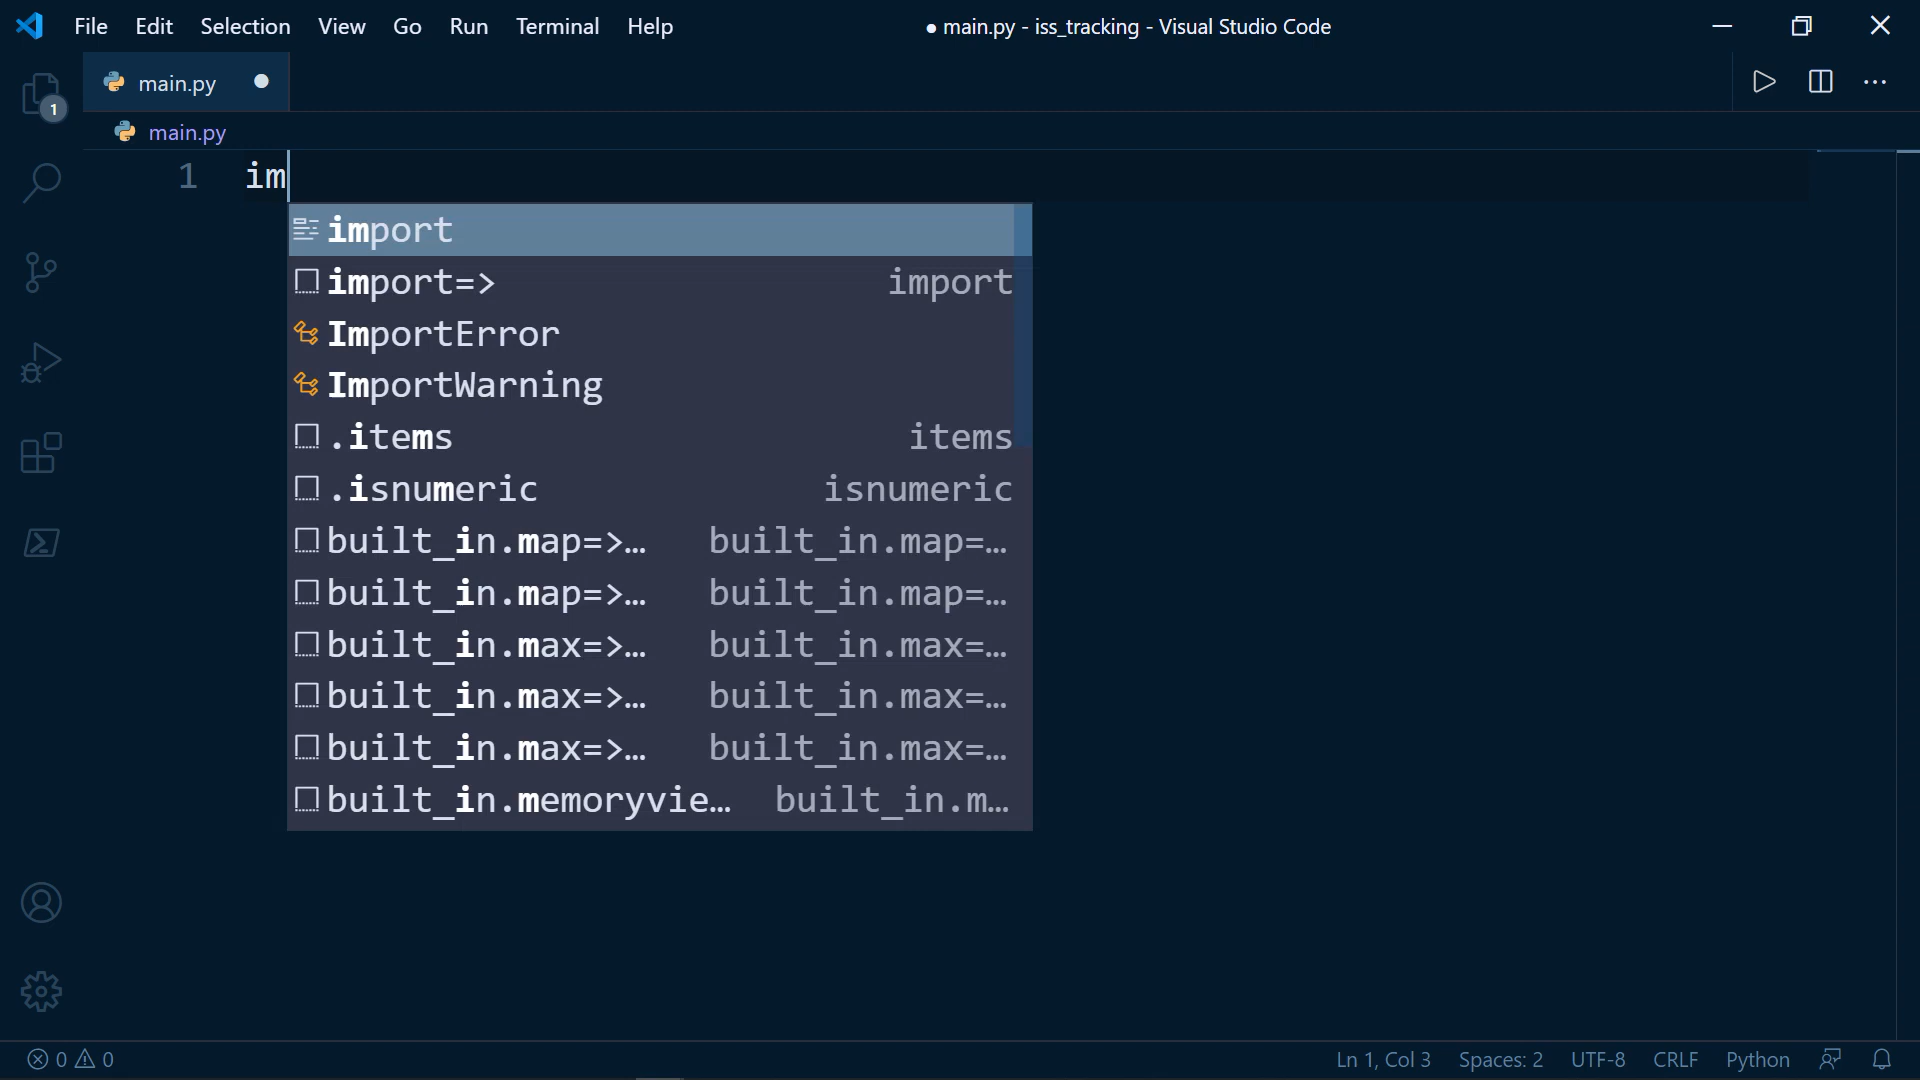 File Edit Selection View Go Run Terminal Help ● main.py - iss_tracking - Visual Studio Code
main.py
1
main.py
1 im
import
import=> import
ImportError
ImportWarning
.items items
.isnumeric isnumeric
built_in.map=>… built_in.map=…
built_in.map=>… built_in.map=…
built_in.max=>… built_in.max=…
built_in.max=>… built_in.max=…
built_in.max=>… built_in.max=…
built_in.memoryvie… built_in.m…
0 0 Ln 1, Col 3 Spaces: 2 UTF-8 CRLF Python